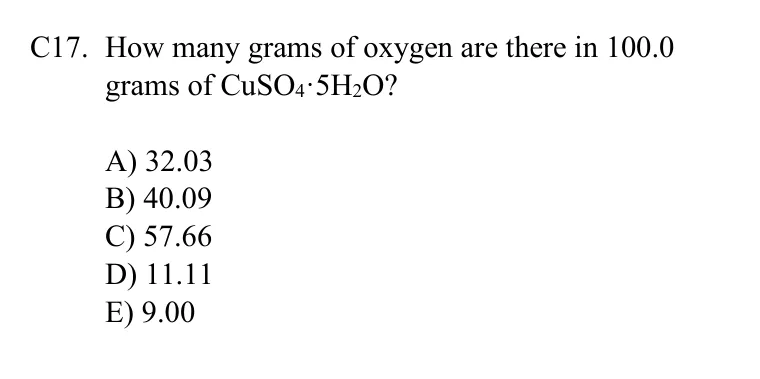 C17. How many grams of oxygen are there in 100.0
grams of CuSO₄·5H₂O?
A) 32.03
B) 40.09
C) 57.66
D) 11.11
E) 9.00